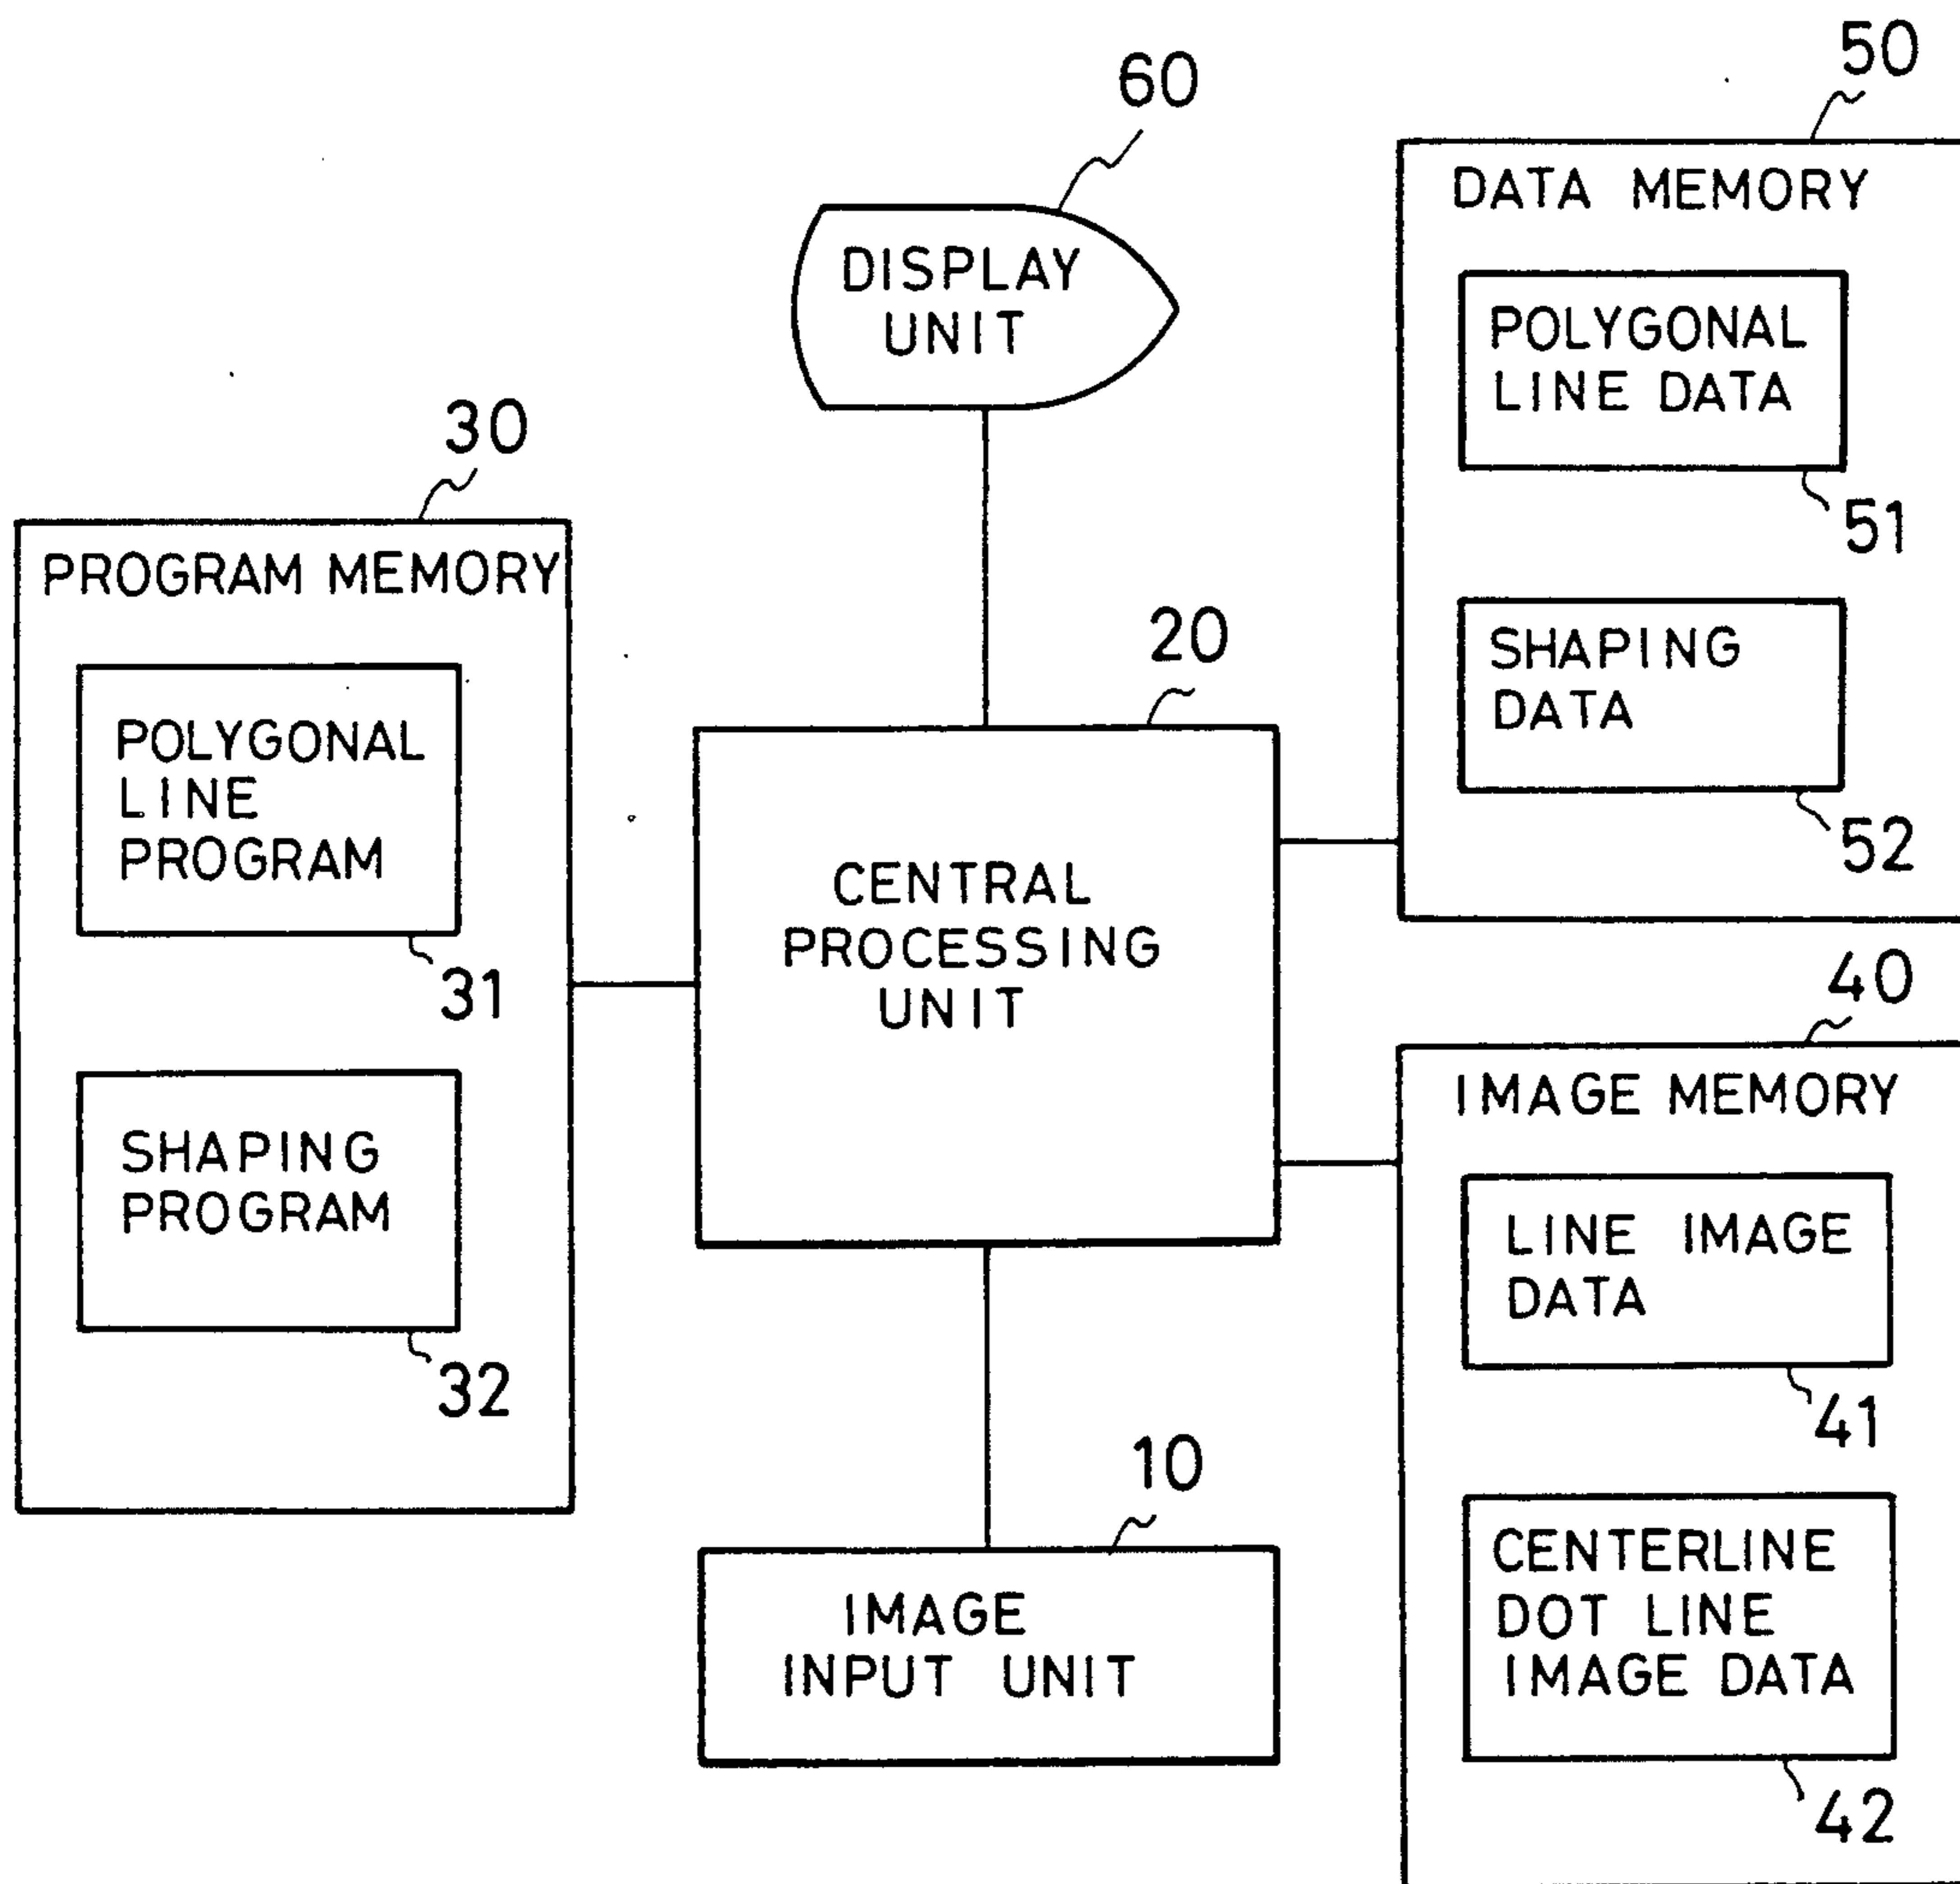 60
DISPLAY
UNIT
50
DATA MEMORY
POLYGONAL
LINE DATA
51
SHAPING
DATA
52
30
PROGRAM MEMORY
POLYGONAL
LINE
PROGRAM
31
SHAPING
PROGRAM
32
20
CENTRAL
PROCESSING
UNIT
40
IMAGE MEMORY
LINE IMAGE
DATA
41
CENTERLINE
DOT LINE
IMAGE DATA
42
10
IMAGE
INPUT UNIT